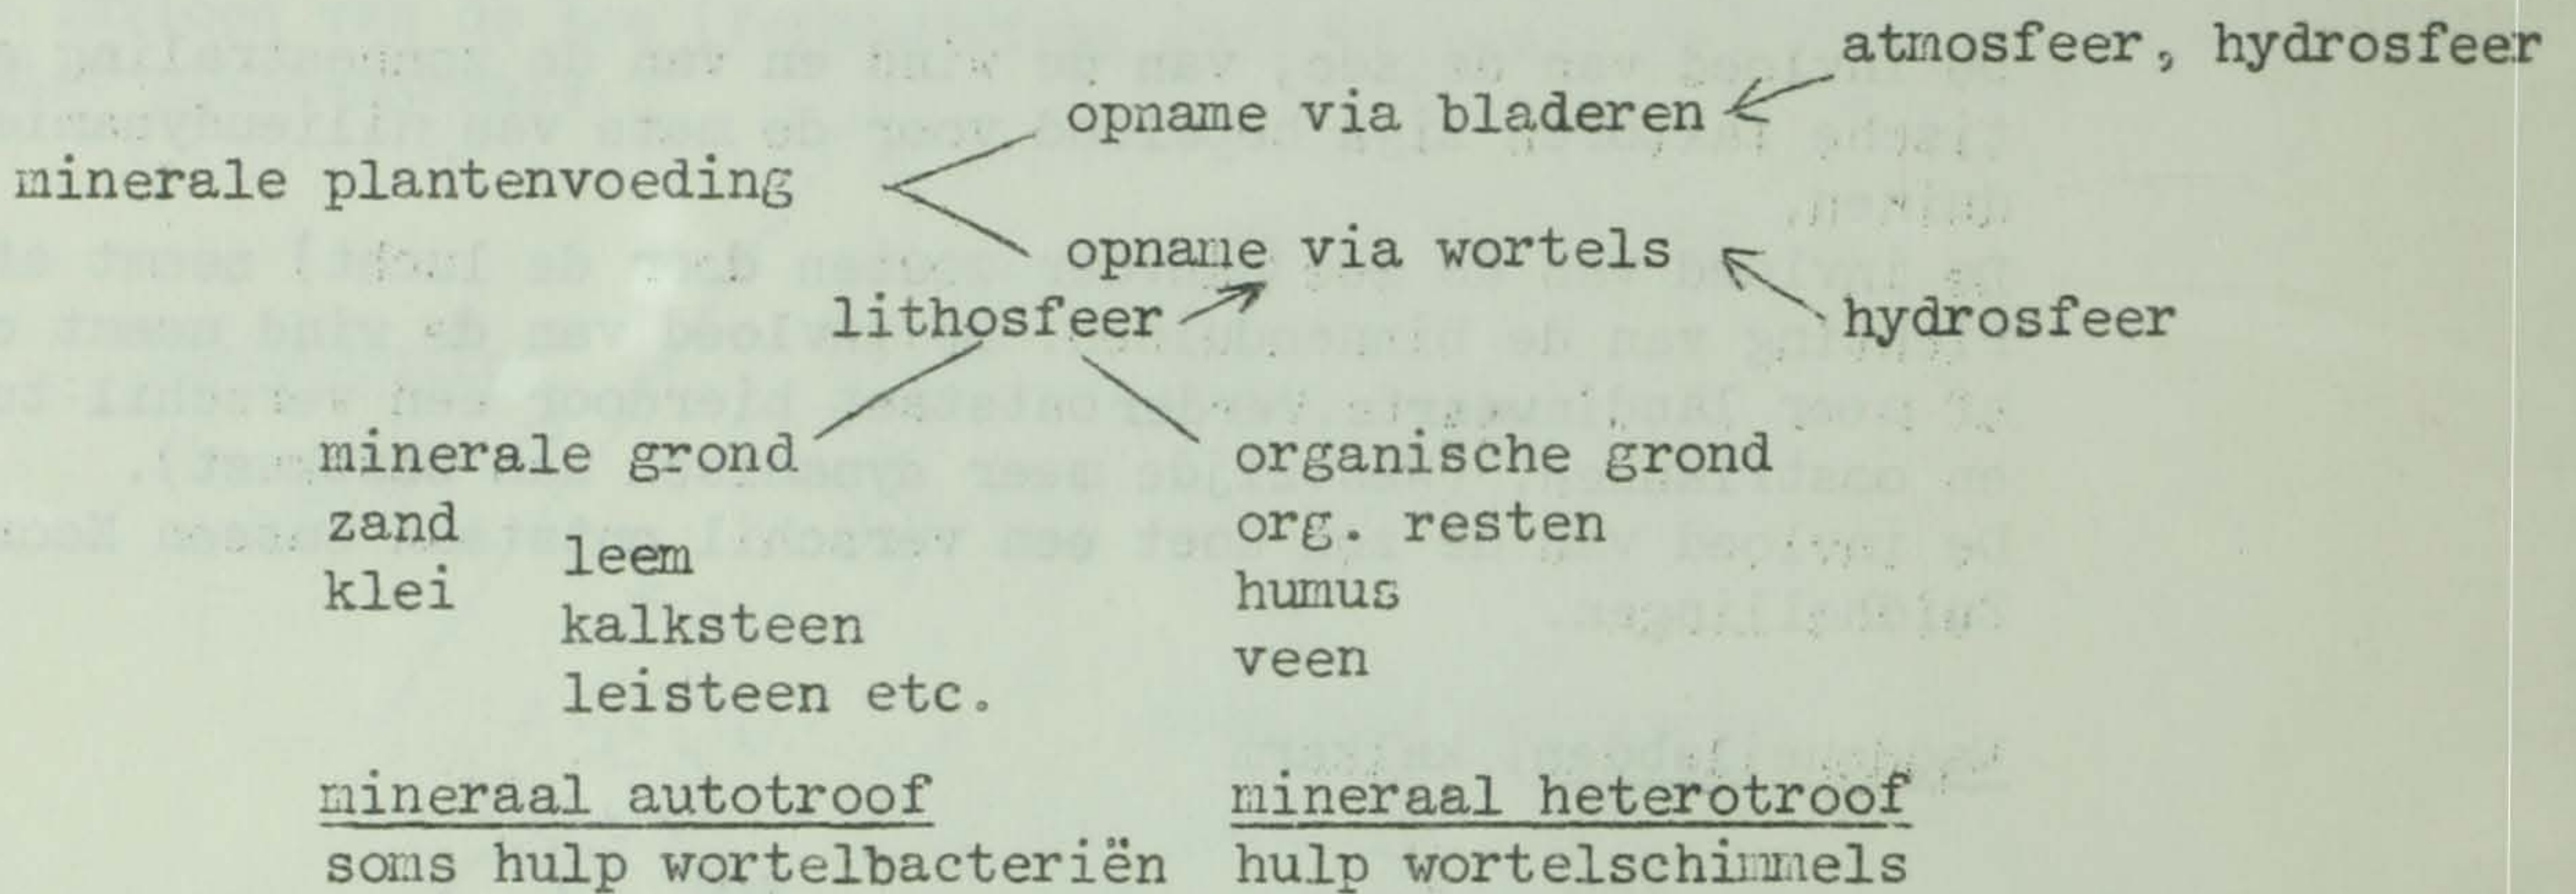 atmosfeer, hydrosfeer
opname via bladeren
minerale plantenvoeding
opname via wortels
lithosfeer
hydrosfeer
minerale grond
zand
klei
leem
kalksteen
leisteen etc.
organische grond
org. resten
humus
veen
mineraal autotroof
soms hulp wortelbacteriën
mineraal heterotroof
hulp wortelschimmels